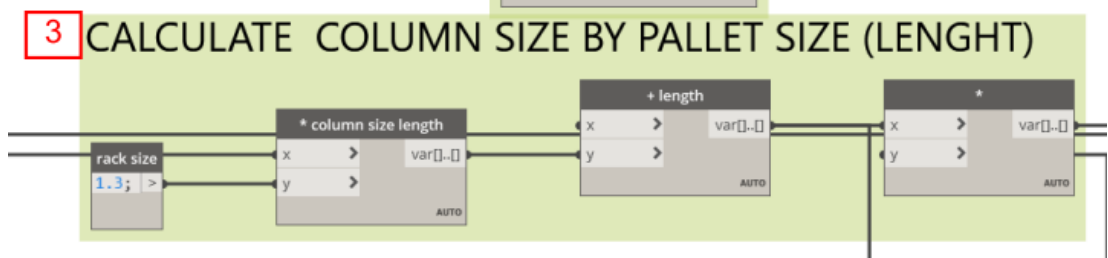 3 CALCULATE COLUMN SIZE BY PALLET SIZE (LENGHT)
rack size
1.3; >
* column size length
x > var[]..[]
y >
AUTO
+ length
x > var[]..[]
y >
AUTO
*
x > var[]..[]
y >
AUTO